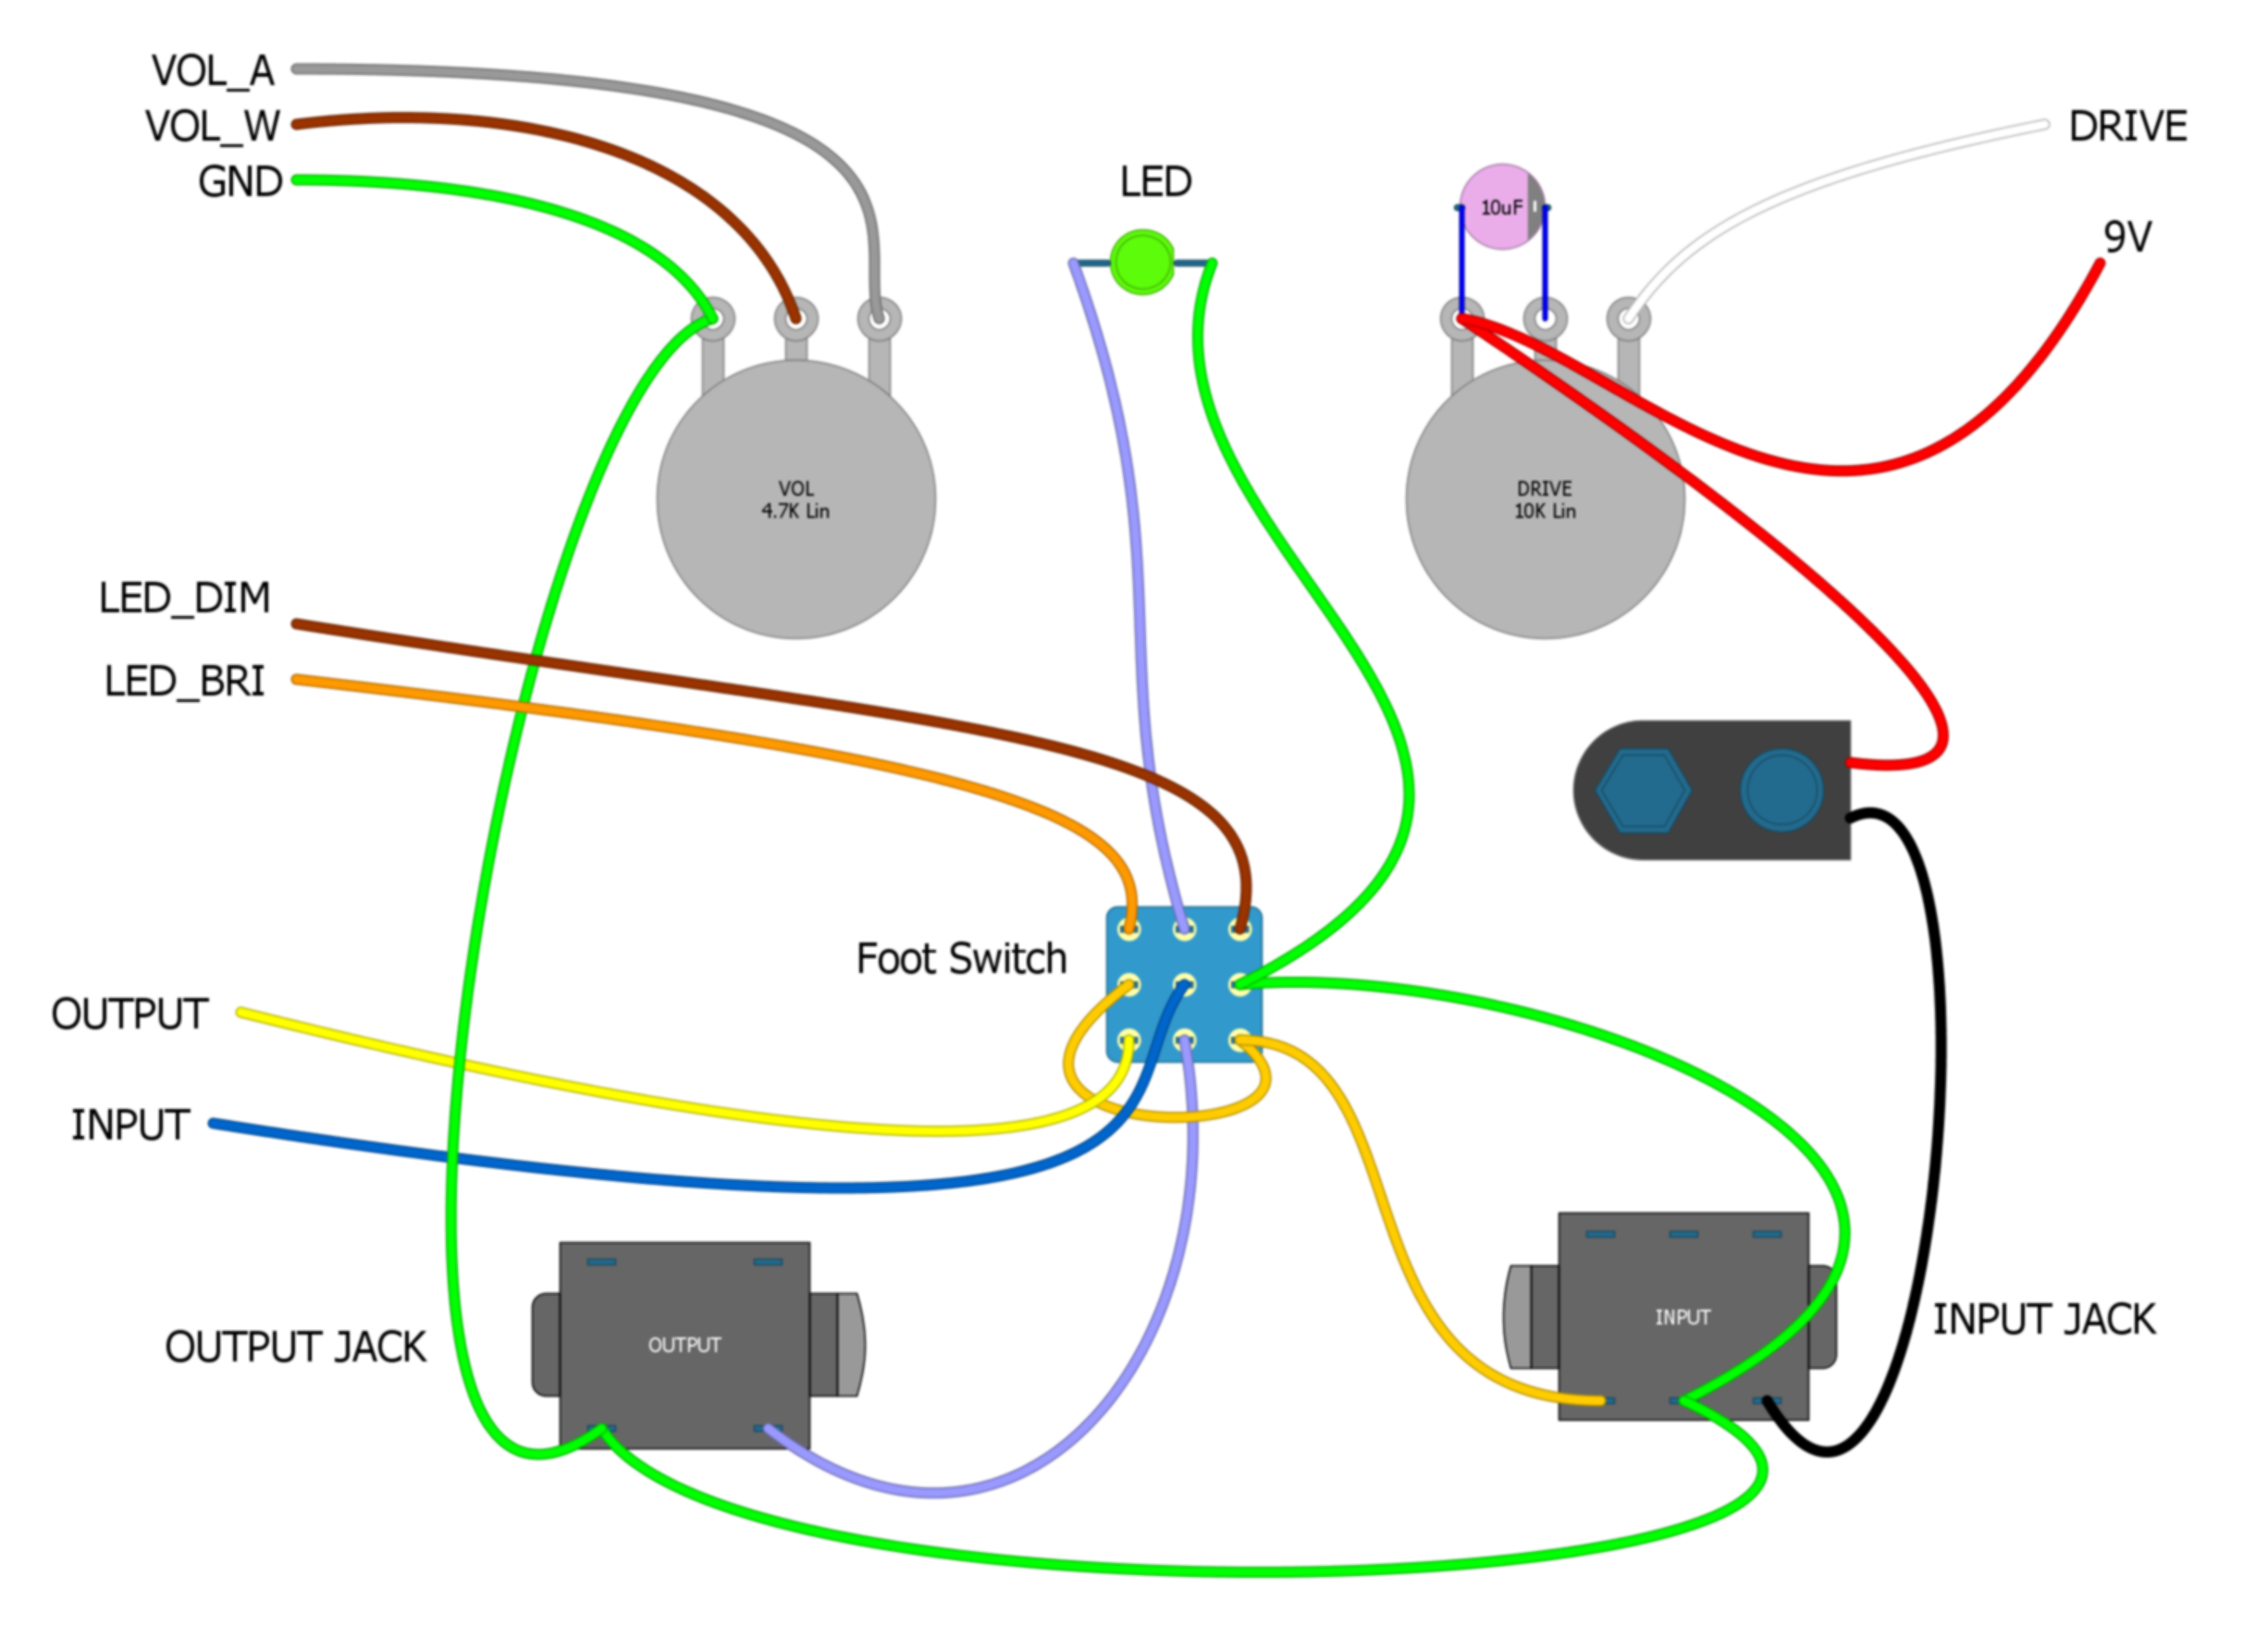 VOL_A
VOL_W
GND
LED
DRIVE
9V
10uF
VOL
4.7K Lin
DRIVE
10K Lin
LED_DIM
LED_BRI
Foot Switch
OUTPUT
INPUT
OUTPUT JACK
OUTPUT
INPUT
INPUT JACK